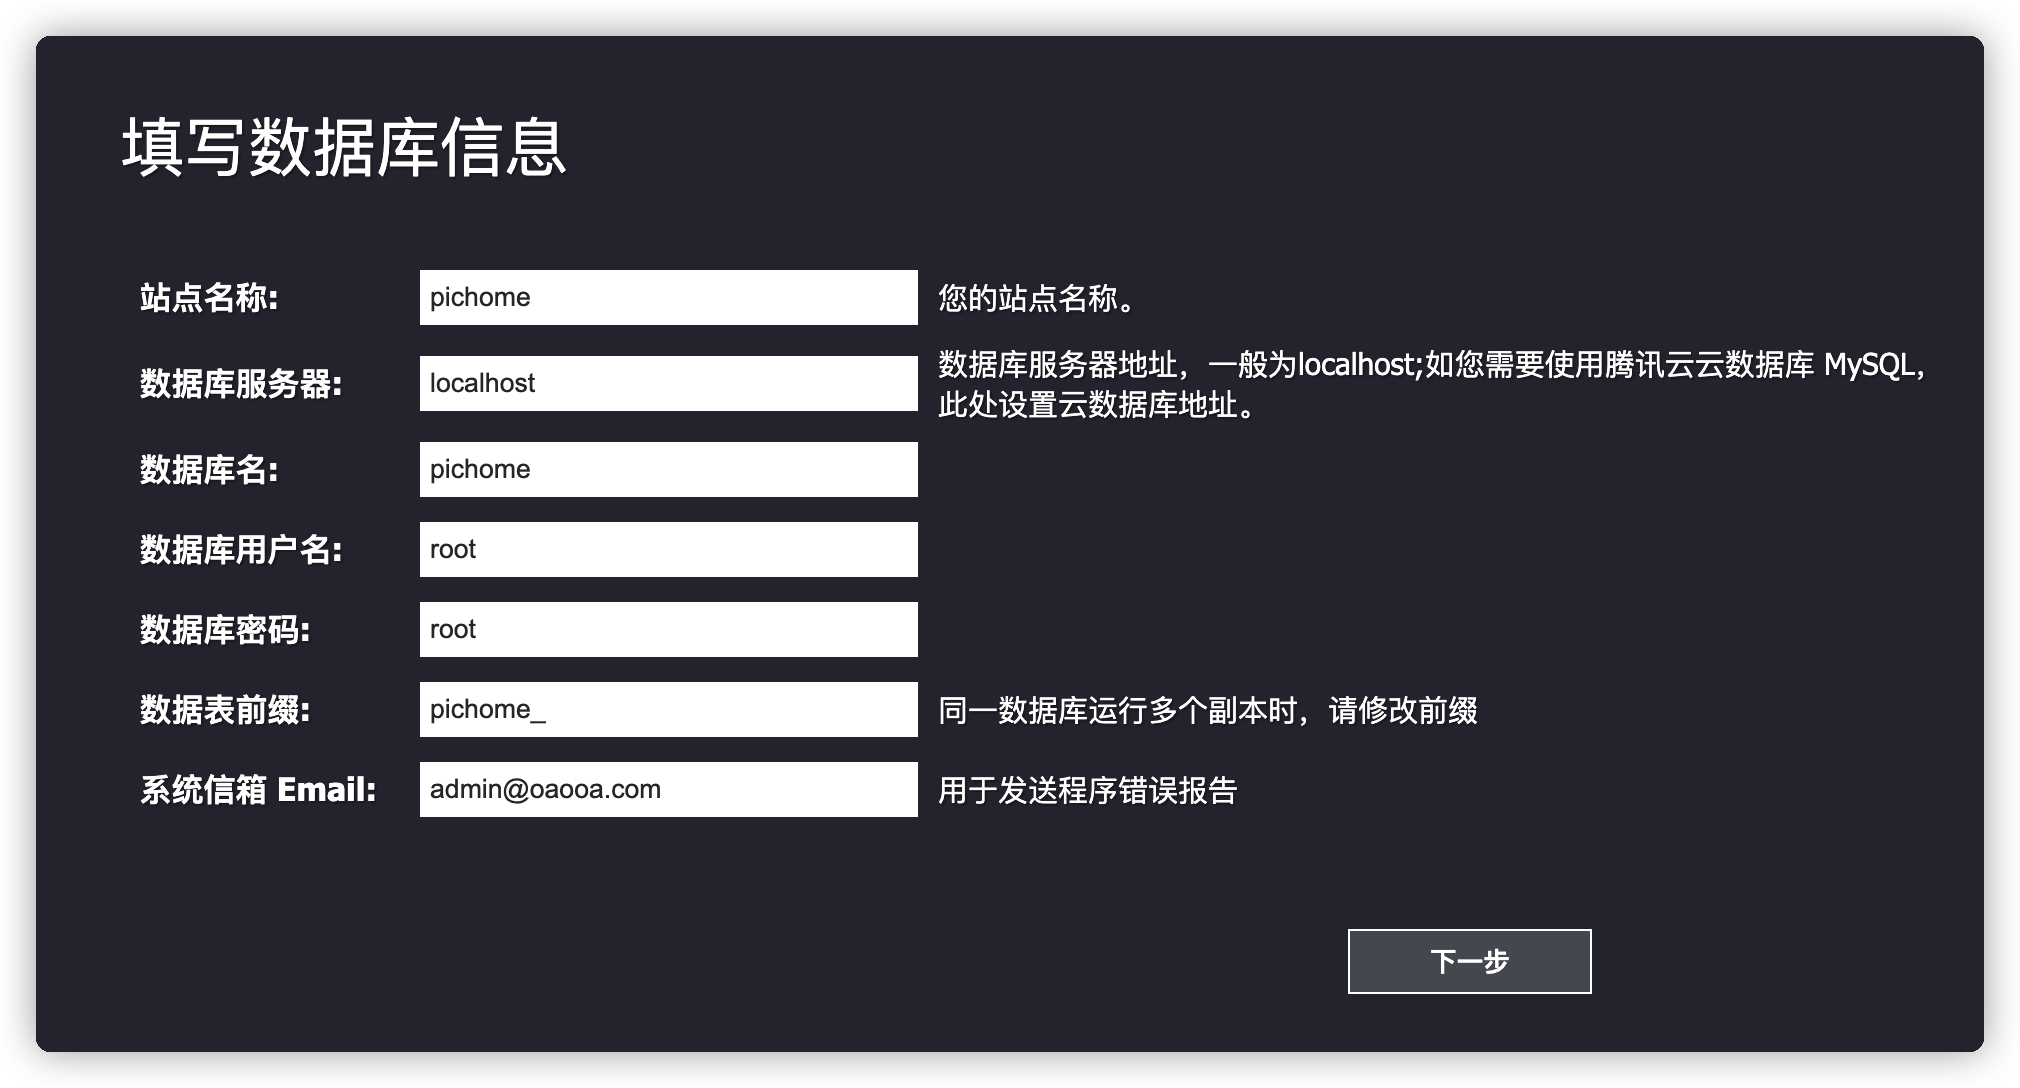 填写数据库信息
站点名称: pichome 您的站点名称。
数据库服务器: localhost 数据库服务器地址，一般为localhost;如您需要使用腾讯云云数据库 MySQL，
此处设置云数据库地址。
数据库名: pichome
数据库用户名: root
数据库密码: root
数据表前缀: pichome_ 同一数据库运行多个副本时，请修改前缀
系统信箱 Email: admin@oaooa.com 用于发送程序错误报告
下一步